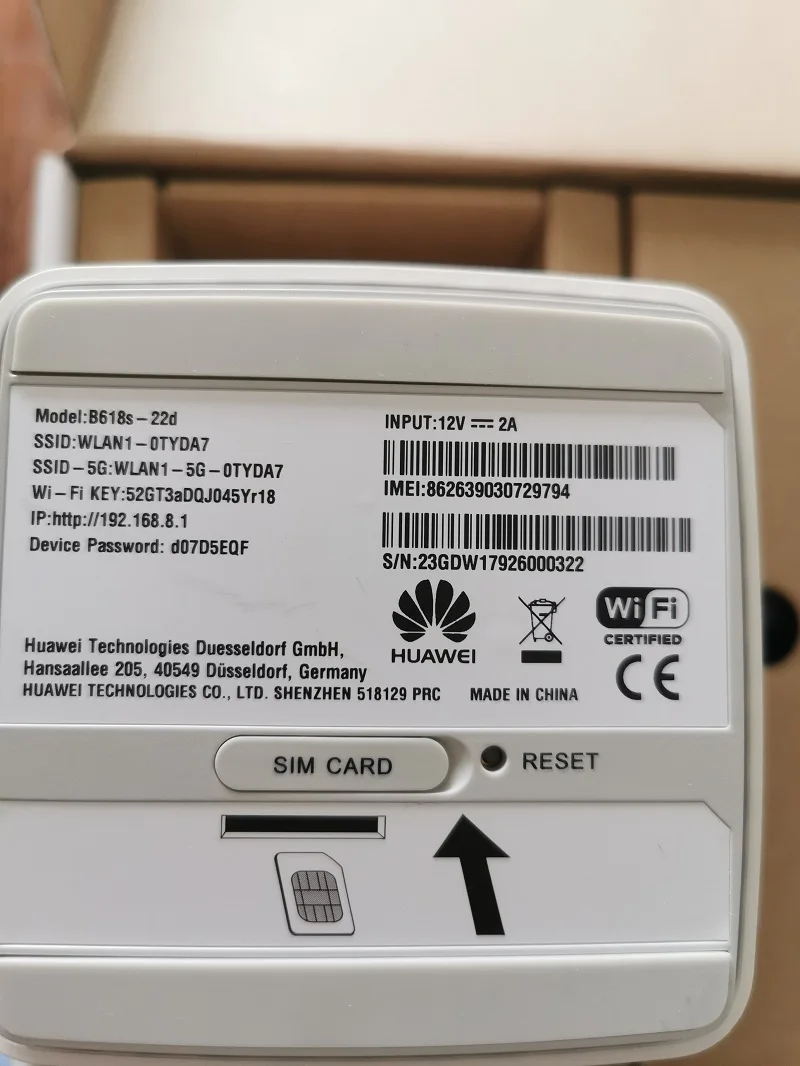 Model:B618s-22d
SSID:WLAN1-0TYDA7
SSID-5G:WLAN1-5G-0TYDA7
Wi-Fi KEY:52GT3aDQJ045Yr18
IP:http://192.168.8.1
Device Password: d07D5EQF
INPUT:12V ⎓ 2A
IMEI:862639030729794
S/N:23GDW17926000322
HUAWEI
Wi Fi
CERTIFIED
CE
Huawei Technologies Duesseldorf GmbH,
Hansaallee 205, 40549 Düsseldorf, Germany
HUAWEI TECHNOLOGIES CO., LTD. SHENZHEN 518129 PRC MADE IN CHINA
SIM CARD
RESET